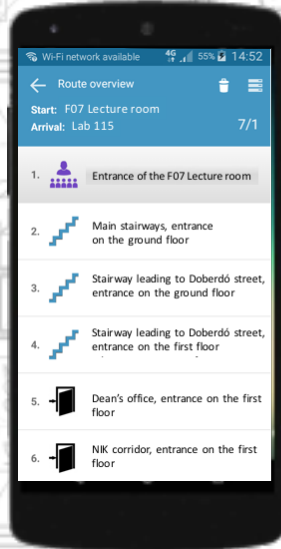 Wi-Fi network available 4G 55% 14:52
Route overview
Start: F07 Lecture room
Arrival: Lab 115 7/1
1. Entrance of the F07 Lecture room
2. Main stairways, entrance
on the ground floor
3. Stairway leading to Doberdó street,
entrance on the ground floor
4. Stairway leading to Doberdó street,
entrance on the first floor
5. Dean's office, entrance on the first
floor
6. NIK corridor, entrance on the first
floor